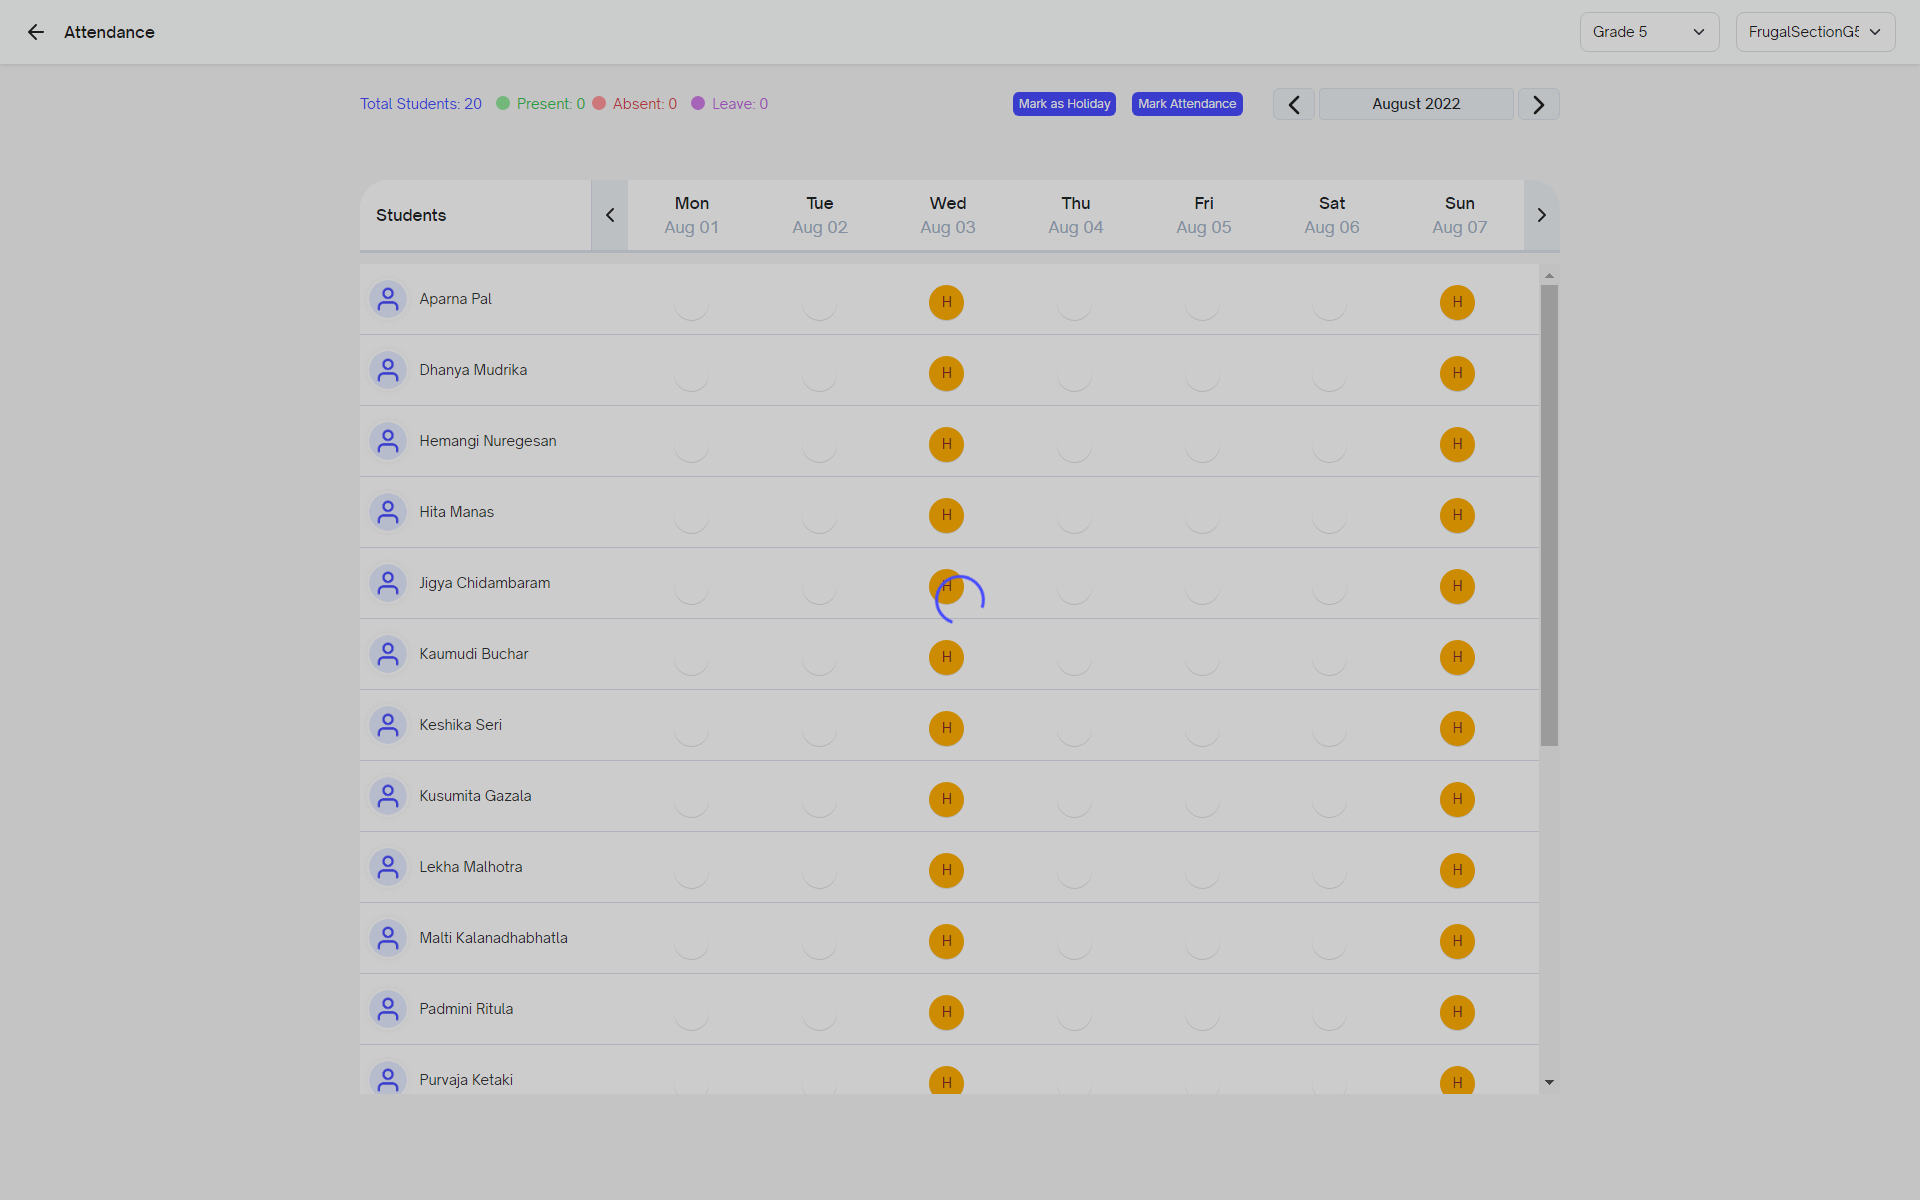 Attendance
Grade 5
FrugalSectionG5
Total Students: 20 Present: 0 Absent: 0 Leave: 0
Mark as Holiday Mark Attendance August 2022
Students Mon Tue Wed Thu Fri Sat Sun
Aug 01 Aug 02 Aug 03 Aug 04 Aug 05 Aug 06 Aug 07
Aparna Pal H H
Dhanya Mudrika H H
Hemangi Nuregesan H H
Hita Manas H H
Jigya Chidambaram H H
Kaumudi Buchar H H
Keshika Seri H H
Kusumita Gazala H H
Lekha Malhotra H H
Malti Kalanadhabhatla H H
Padmini Ritula H H
Purvaja Ketaki H H